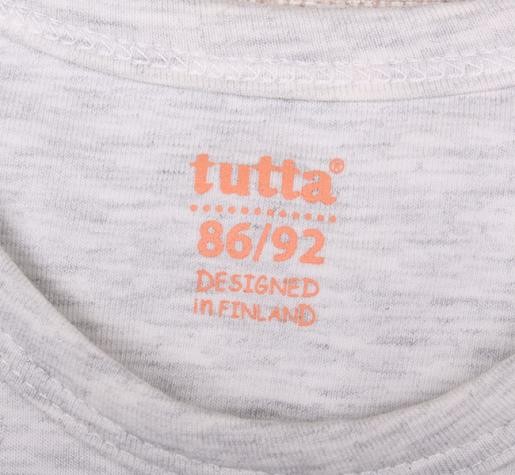 tutta®
86/92
DESIGNED
in FINLAND